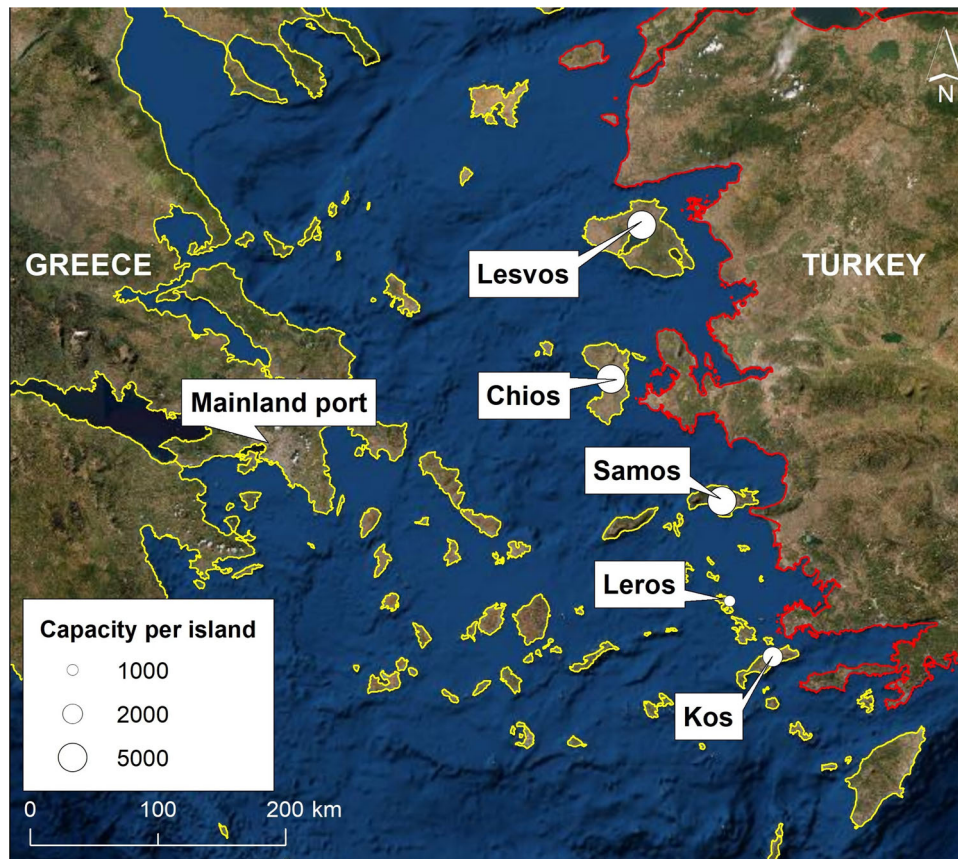 N
GREECE
TURKEY
Lesvos
Chios
Mainland port
Samos
Leros
Kos
Capacity per island
1000
2000
5000
0 100 200 km